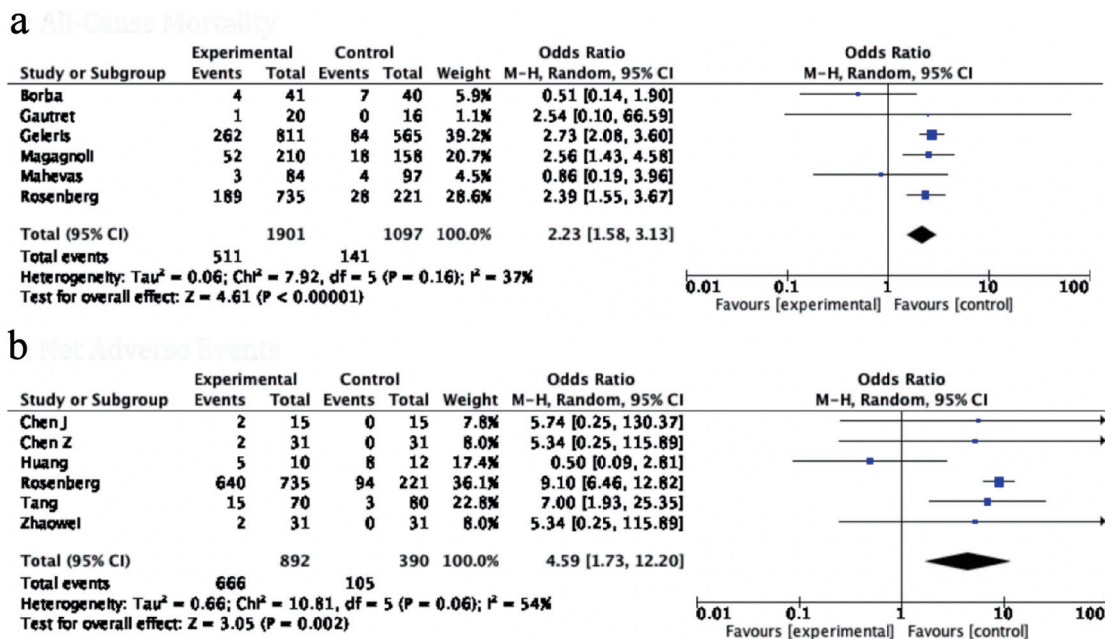 a All-Cause Mortality
Experimental Control Odds Ratio Odds Ratio
Study or Subgroup Events Total Events Total Weight M-H, Random, 95% CI M-H, Random, 95% CI
Borba 4 41 7 40 5.9% 0.51 [0.14, 1.90]
Gautret 1 20 0 16 1.1% 2.54 [0.10, 66.59]
Geleris 262 811 84 565 39.2% 2.73 [2.08, 3.60]
Magagnoli 52 210 18 158 20.7% 2.56 [1.43, 4.58]
Mahevas 3 84 4 97 4.5% 0.86 [0.19, 3.96]
Rosenberg 189 735 28 221 28.6% 2.39 [1.55, 3.67]
Total (95% CI) 1901 1097 100.0% 2.23 [1.58, 3.13]
Total events 511 141
Heterogeneity: Tau² = 0.06; Chi² = 7.92, df = 5 (P = 0.16); I² = 37%
Test for overall effect: Z = 4.61 (P < 0.00001)
0.01 0.1 1 10 100
Favours [experimental] Favours [control]
b Net Adverse Events
Experimental Control Odds Ratio Odds Ratio
Study or Subgroup Events Total Events Total Weight M-H, Random, 95% CI M-H, Random, 95% CI
Chen J 2 15 0 15 7.8% 5.74 [0.25, 130.37]
Chen Z 2 31 0 31 8.0% 5.34 [0.25, 115.89]
Huang 5 10 8 12 17.4% 0.50 [0.09, 2.81]
Rosenberg 640 735 94 221 36.1% 9.10 [6.46, 12.82]
Tang 15 70 3 80 22.8% 7.00 [1.93, 25.35]
Zhaowei 2 31 0 31 8.0% 5.34 [0.25, 115.89]
Total (95% CI) 892 390 100.0% 4.59 [1.73, 12.20]
Total events 666 105
Heterogeneity: Tau² = 0.66; Chi² = 10.81, df = 5 (P = 0.06); I² = 54%
Test for overall effect: Z = 3.05 (P = 0.002)
0.01 0.1 1 10 100
Favours [experimental] Favours [control]